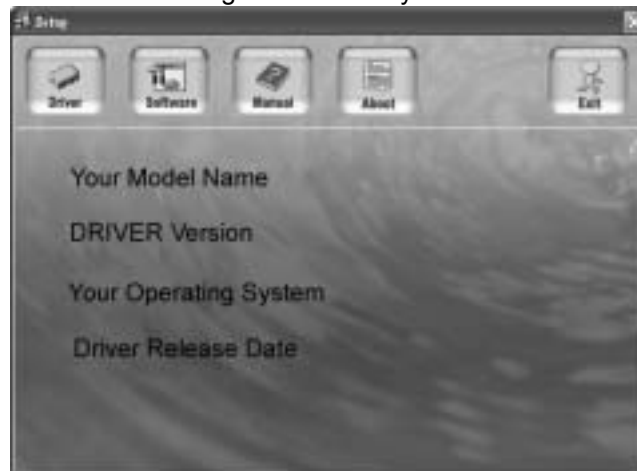 Setup
Driver
Software
Manual
About
Exit
Your Model Name
DRIVER Version
Your Operating System
Driver Release Date